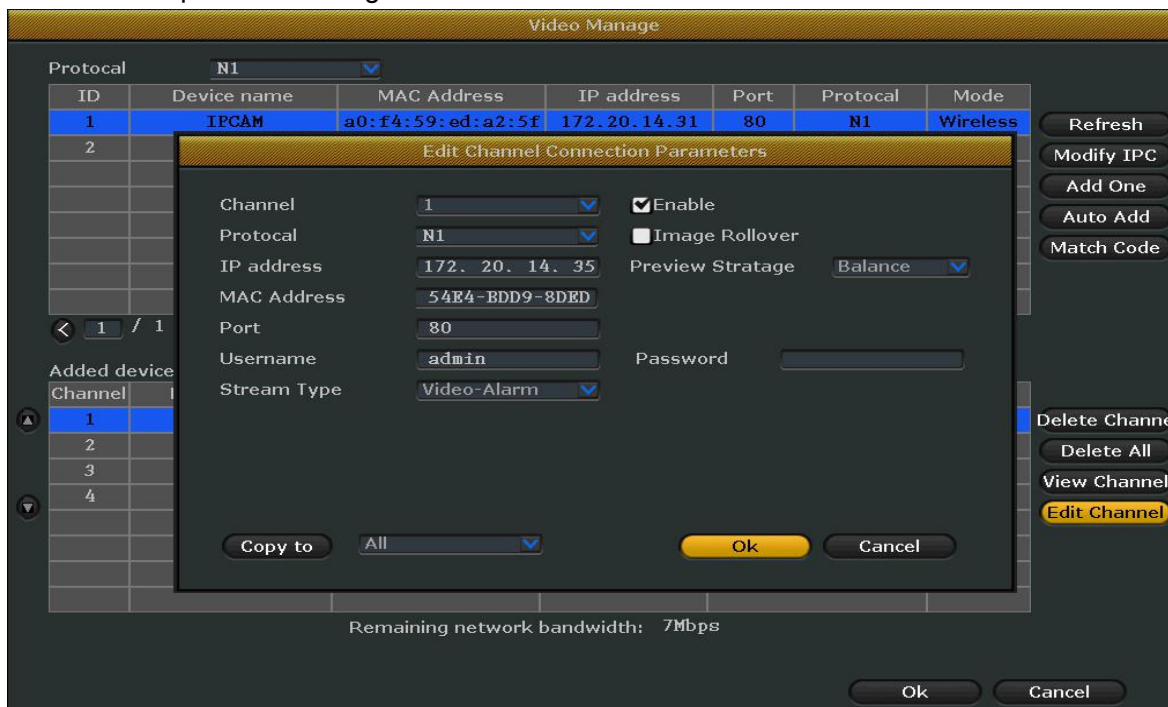 Video Manage
Protocal N1
ID Device name MAC Address IP address Port Protocal Mode
1 IPCAM a0:f4:59:ed:a2:5f 172.20.14.31 80 N1 Wireless
2
Refresh
Modify IPC
Add One
Auto Add
Match Code
Edit Channel Connection Parameters
Channel 1 Enable
Protocal N1 Image Rollover
IP address 172. 20. 14. 35 Preview Stratage Balance
MAC Address 54E4-BDD9-8DED
Port 80
Username admin Password
Stream Type Video-Alarm
Copy to All Ok Cancel
1 / 1
Added device
Channel
1
2
3
4
Delete Channe
Delete All
View Channel
Edit Channel
Remaining network bandwidth: 7Mbps
Ok Cancel